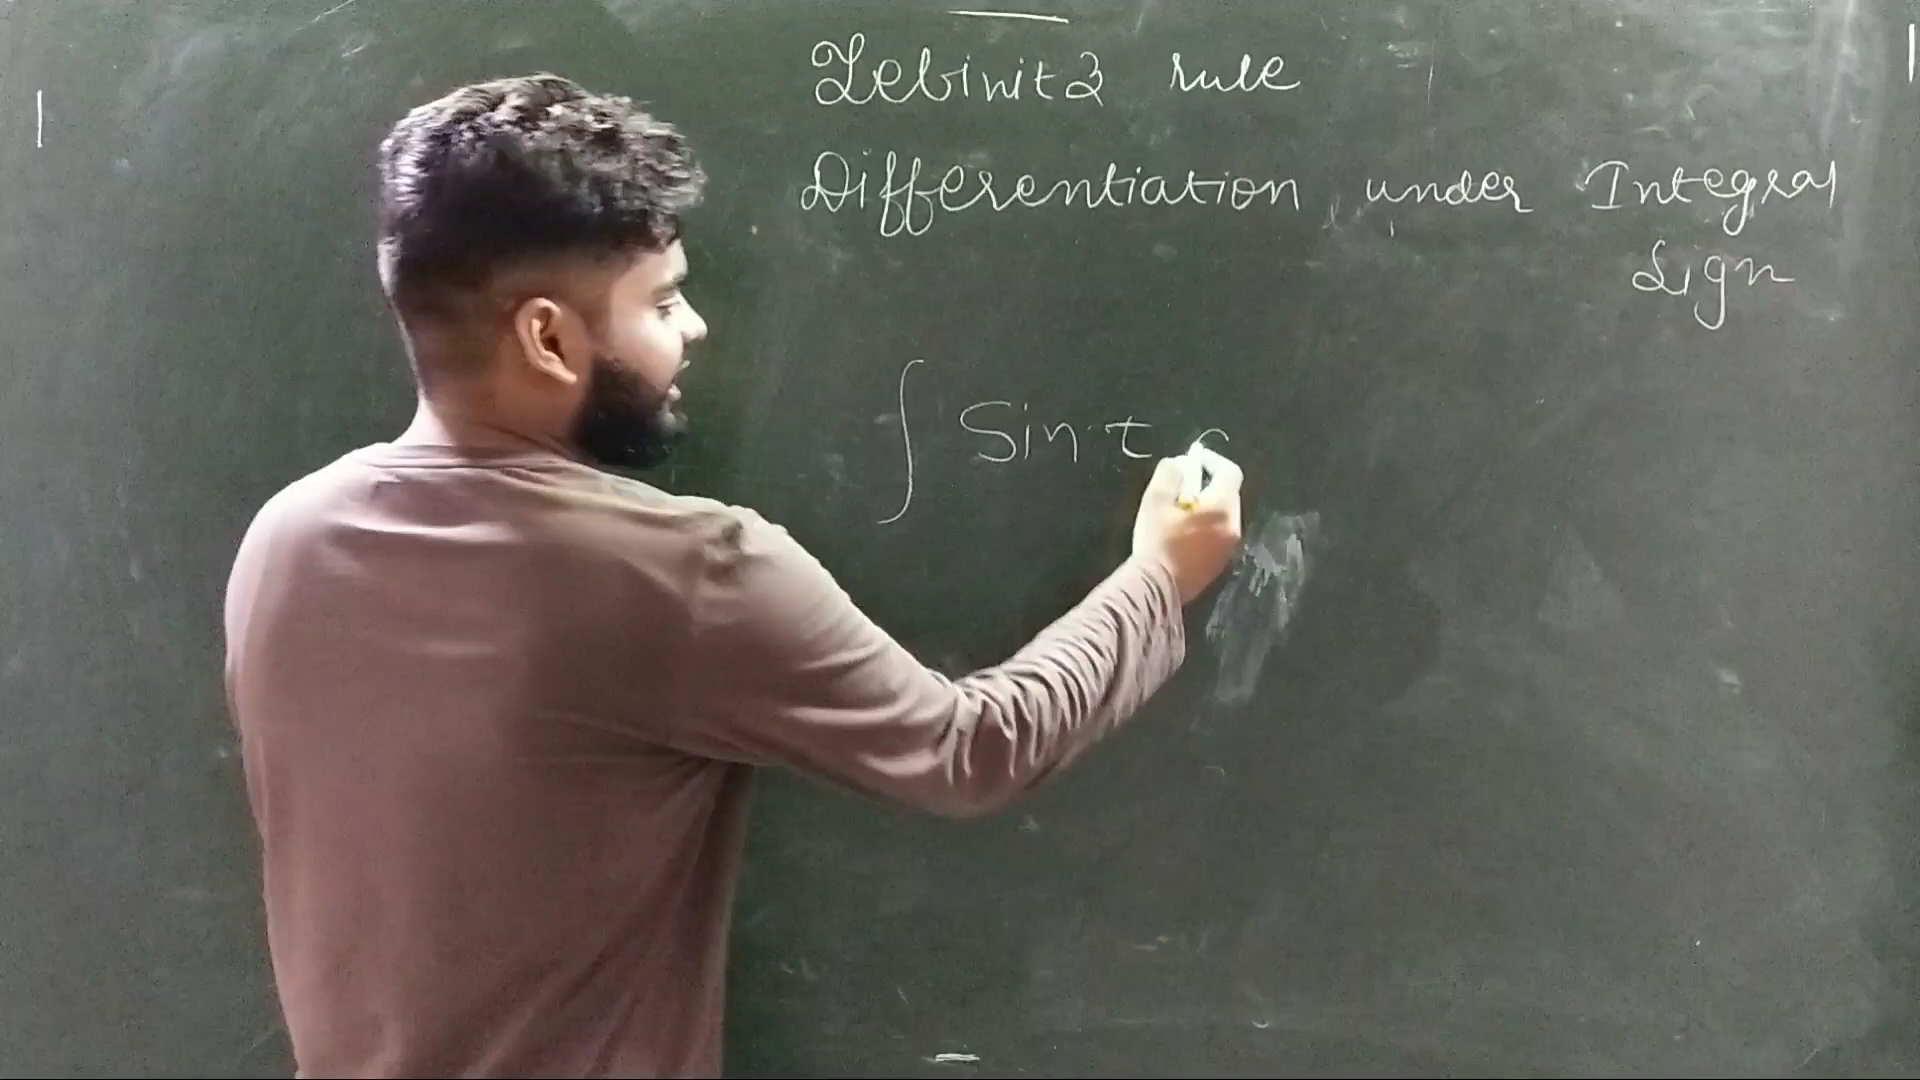 Lebinitz rule
Differentiation under Integral
Sign
∫ Sin t